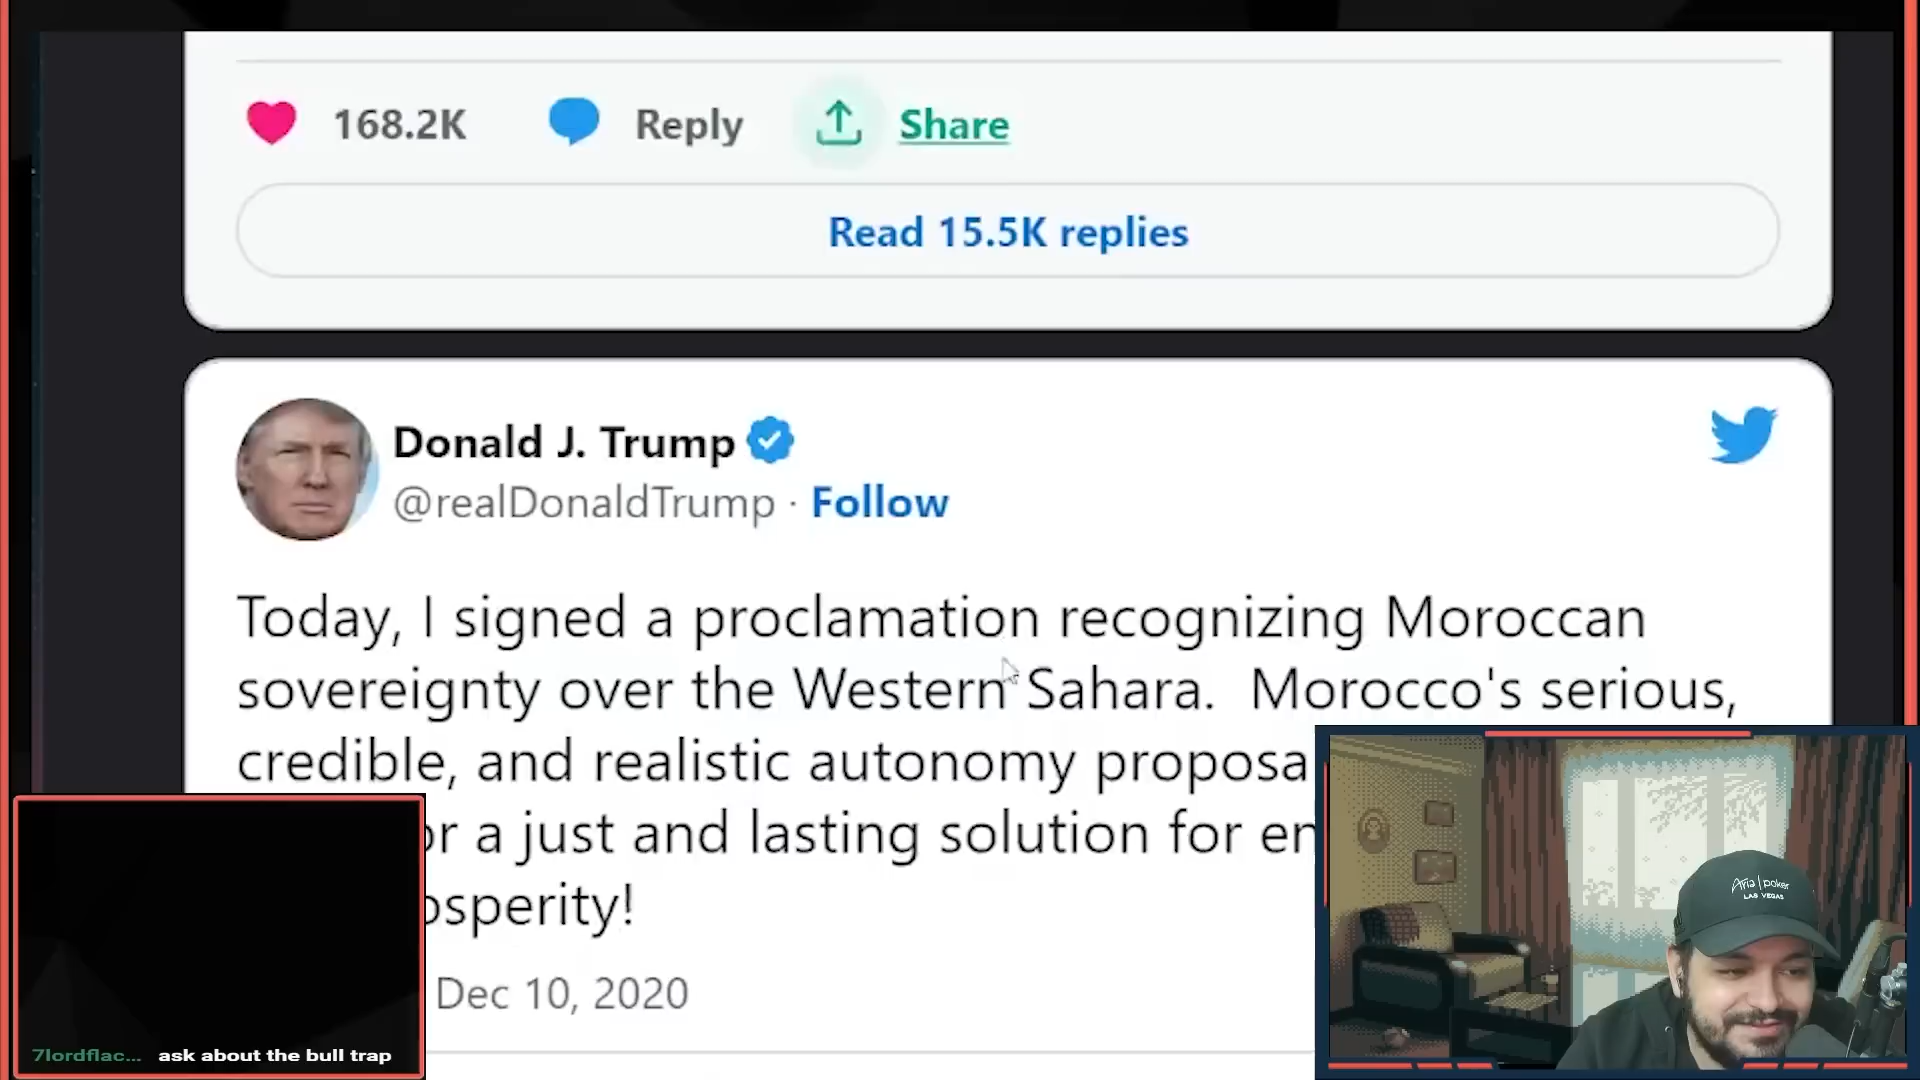 168.2K Reply Share
Read 15.5K replies
Donald J. Trump
@realDonaldTrump · Follow
Today, I signed a proclamation recognizing Moroccan
sovereignty over the Western Sahara. Morocco's serious,
credible, and realistic autonomy proposa
or a just and lasting solution for en
osperity!
Dec 10, 2020
7lordflac... ask about the bull trap
Aria | poker
LAS VEGAS